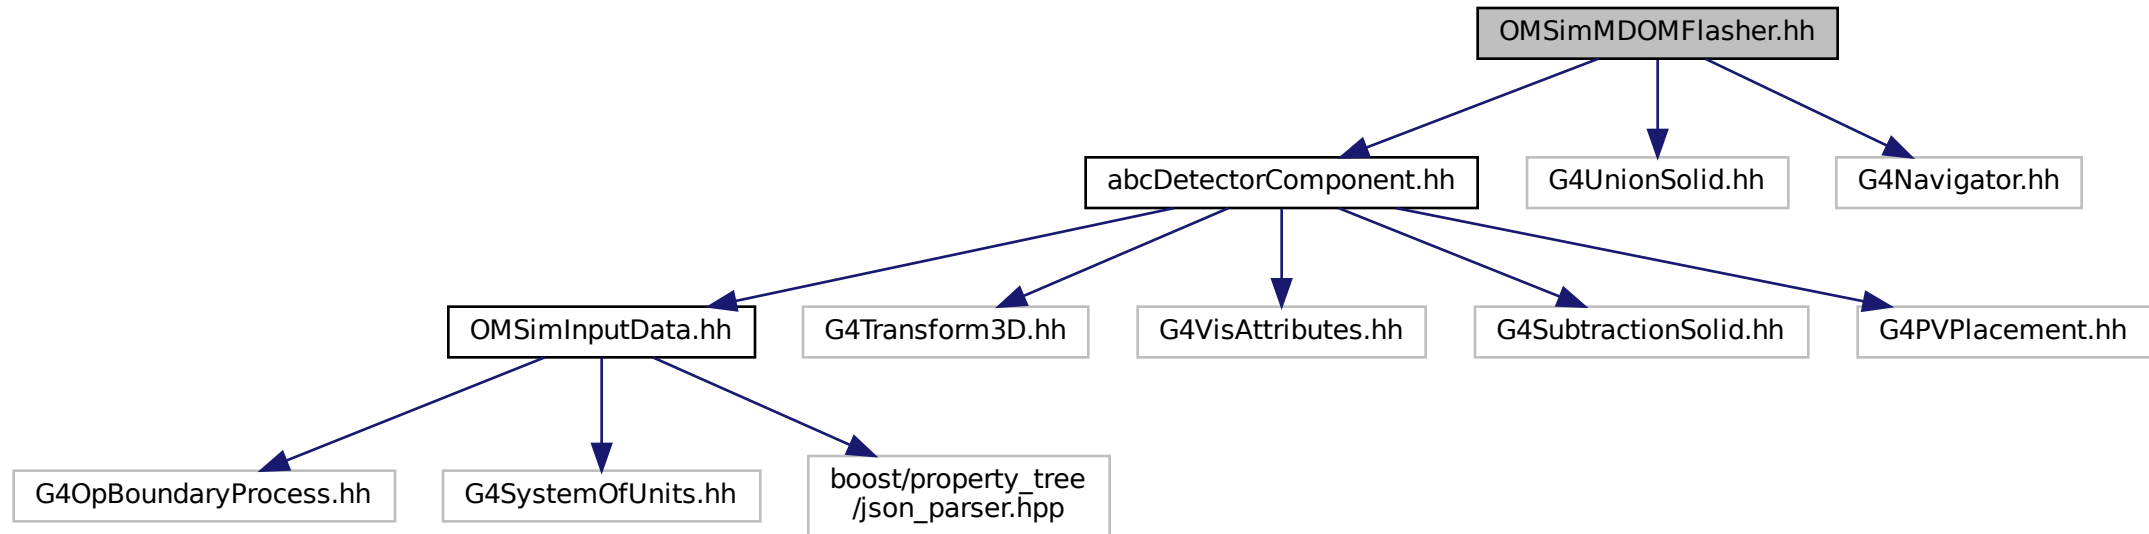 OMSimMDOMFlasher.hh
abcDetectorComponent.hh
G4UnionSolid.hh
G4Navigator.hh
OMSimInputData.hh
G4Transform3D.hh
G4VisAttributes.hh
G4SubtractionSolid.hh
G4PVPlacement.hh
G4OpBoundaryProcess.hh
G4SystemOfUnits.hh
boost/property_tree
/json_parser.hpp